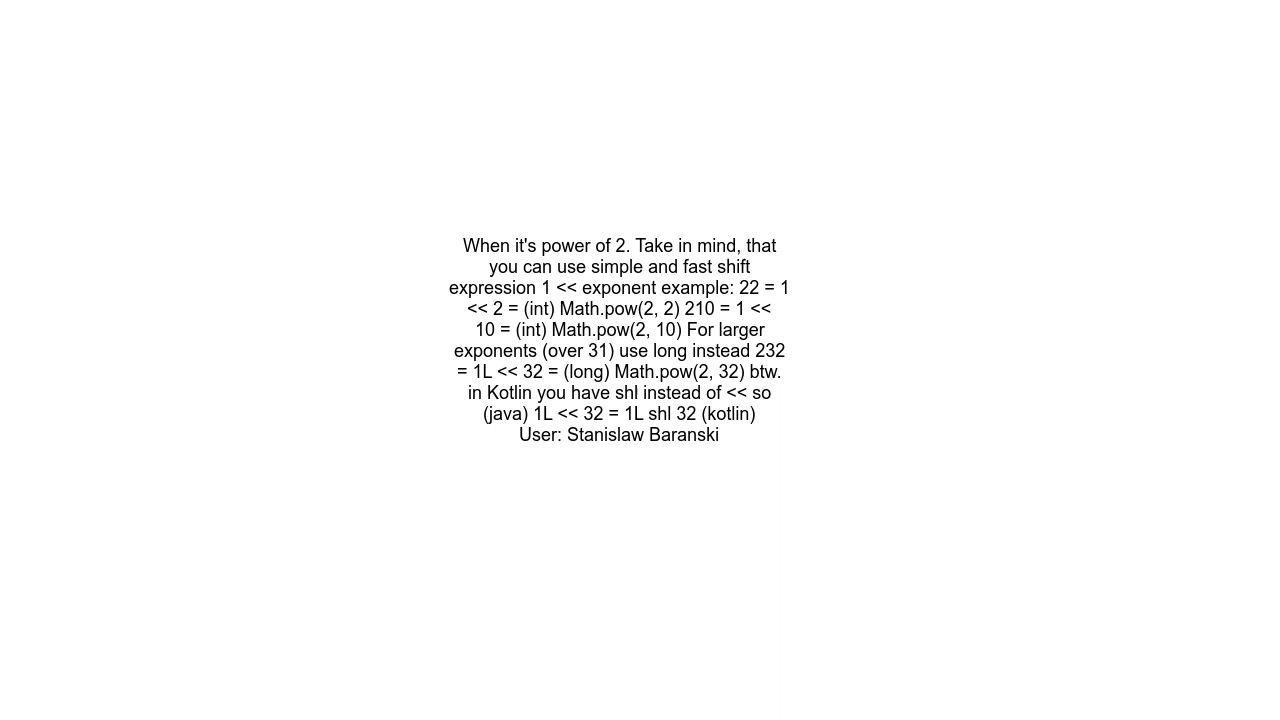 When it's power of 2. Take in mind, that
you can use simple and fast shift
expression 1 << exponent example: 22 = 1
<< 2 = (int) Math.pow(2, 2) 210 = 1 <<
10 = (int) Math.pow(2, 10) For larger
exponents (over 31) use long instead 232
= 1L << 32 = (long) Math.pow(2, 32) btw.
in Kotlin you have shl instead of << so
(java) 1L << 32 = 1L shl 32 (kotlin)
User: Stanislaw Baranski